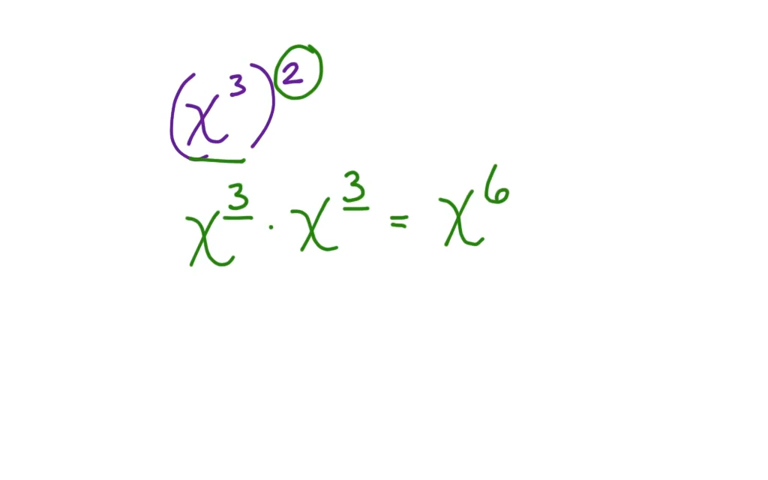 (x³)²
x³ · x³ = x⁶